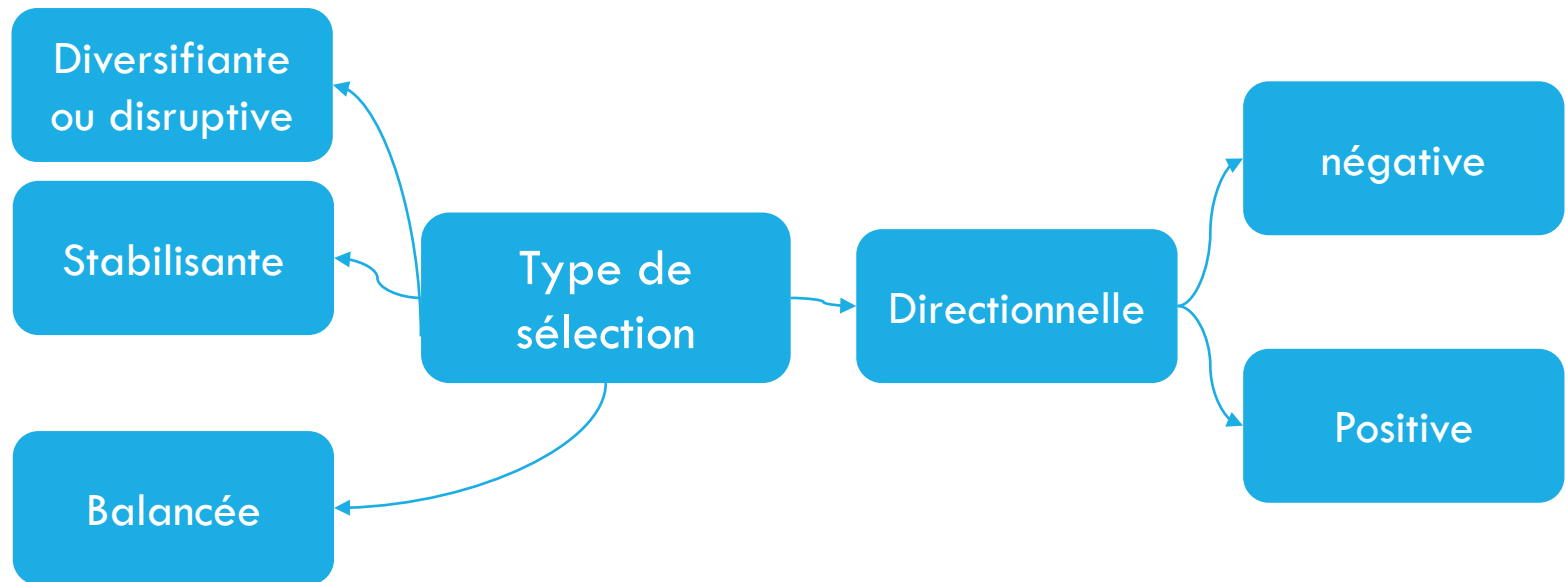 Diversifiante
ou disruptive
Stabilisante
Balancée
Type de
sélection
Directionnelle
négative
Positive